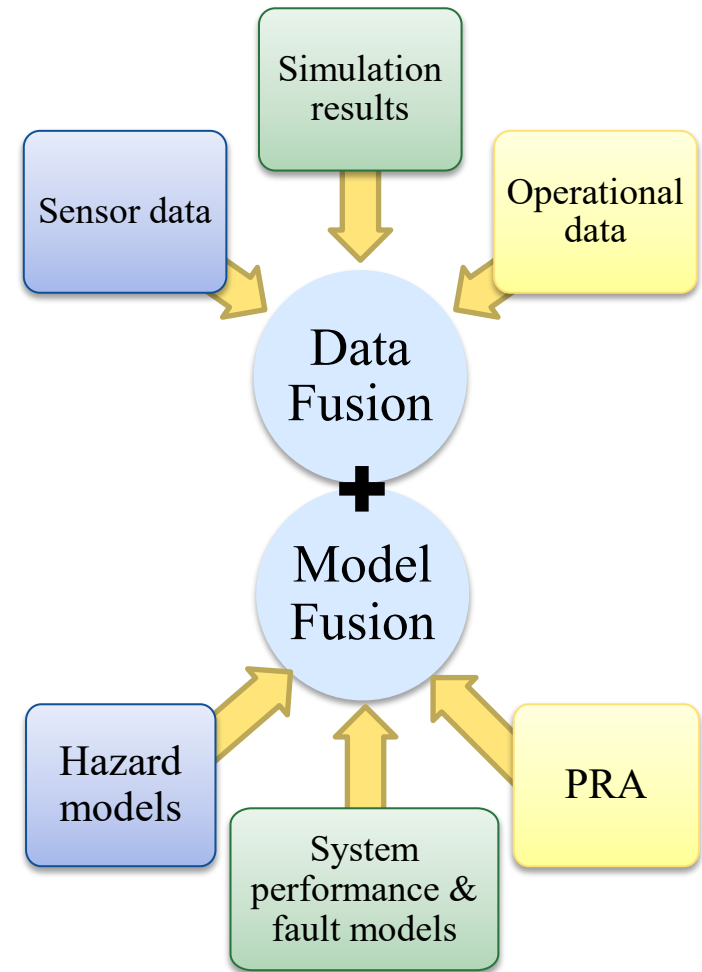 Simulation
results
Sensor data
Operational
data
Data
Fusion
+
Model
Fusion
Hazard
models
System
performance &
fault models
PRA